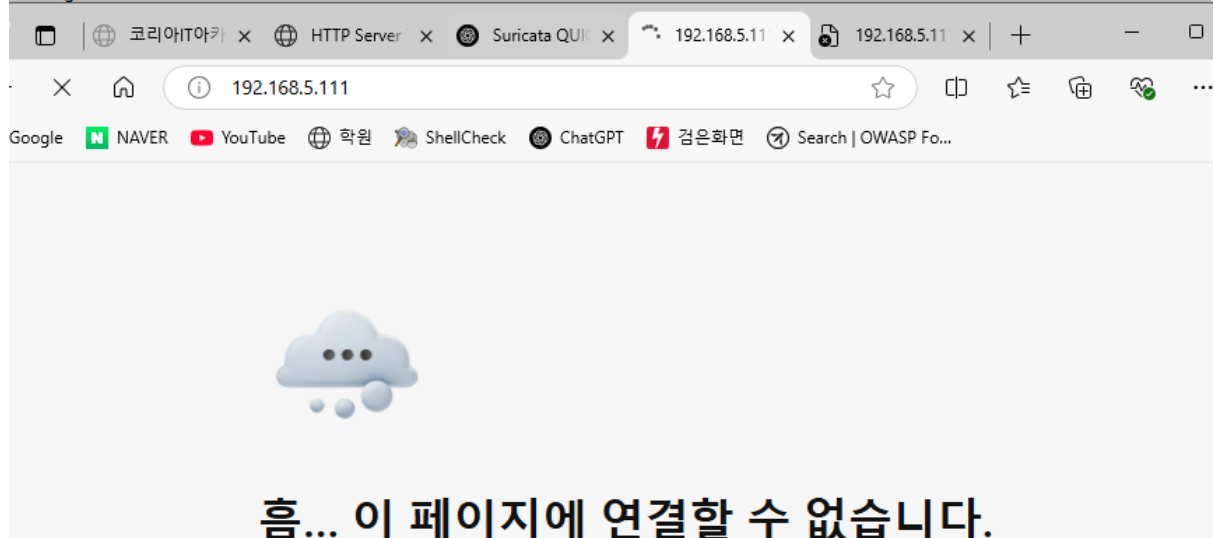 코리아IT아카 HTTP Server Suricata QUIC 192.168.5.11 192.168.5.11
192.168.5.111
Google NAVER YouTube 학원 ShellCheck ChatGPT 검은화면 Search | OWASP Fo...
흠... 이 페이지에 연결할 수 없습니다.